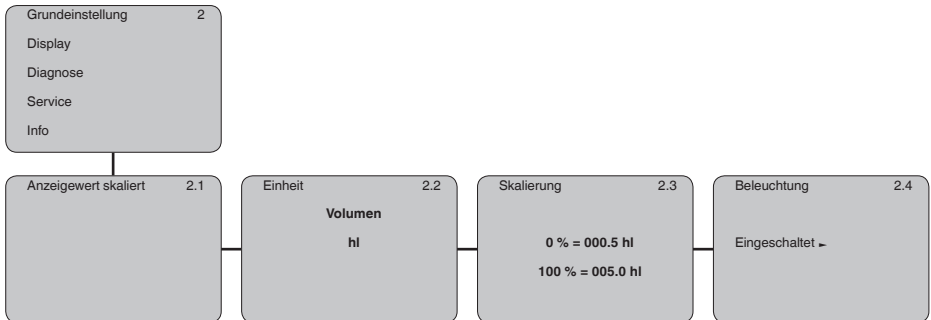 Grundeinstellung 2
Display
Diagnose
Service
Info
Anzeigewert skaliert 2.1
Einheit 2.2
Volumen
hl
Skalierung 2.3
0 % = 000.5 hl
100 % = 005.0 hl
Beleuchtung 2.4
Eingeschaltet ►